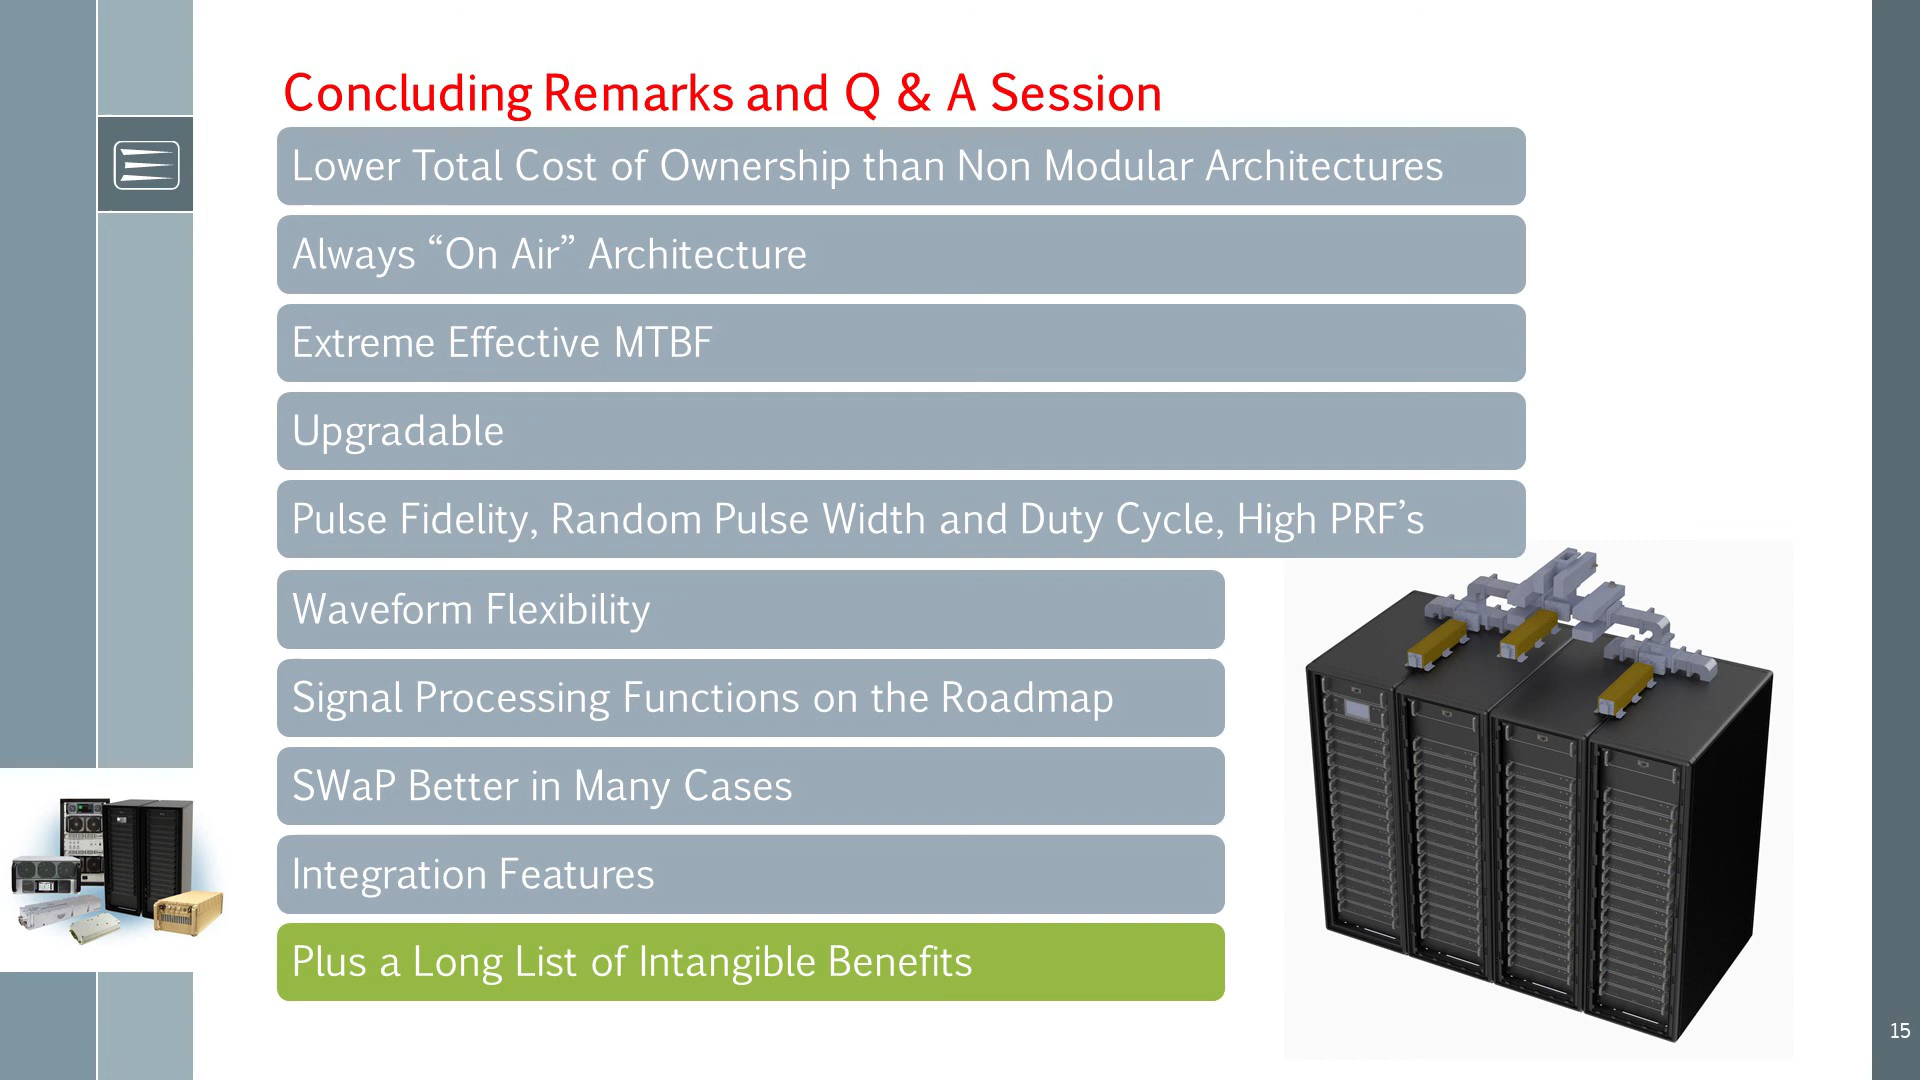 Concluding Remarks and Q & A Session
Lower Total Cost of Ownership than Non Modular Architectures
Always “On Air” Architecture
Extreme Effective MTBF
Upgradable
Pulse Fidelity, Random Pulse Width and Duty Cycle, High PRF’s
Waveform Flexibility
Signal Processing Functions on the Roadmap
SWaP Better in Many Cases
Integration Features
Plus a Long List of Intangible Benefits
15